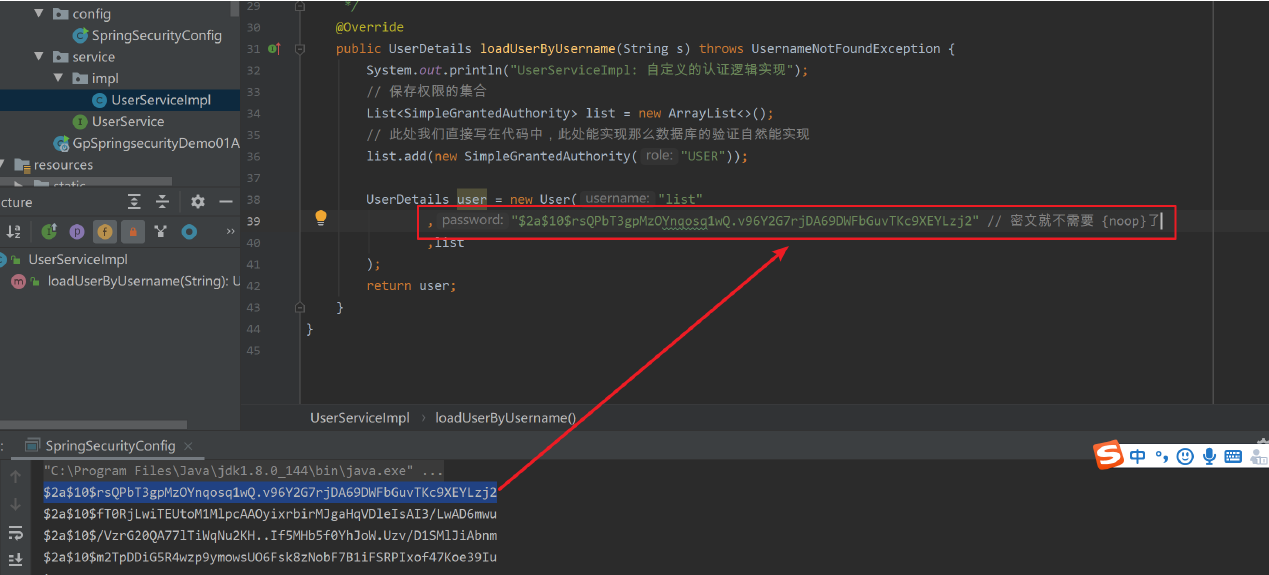 config
SpringSecurityConfig
service
impl
UserServiceImpl
UserService
GpSpringsecurityDemo01A
resources
static
cture
UserServiceImpl
loadUserByUsername(String): U
29 */
30 @Override
31 public UserDetails loadUserByUsername(String s) throws UsernameNotFoundException {
32 System.out.println("UserServiceImpl: 自定义的认证逻辑实现");
33 // 保存权限的集合
34 List<SimpleGrantedAuthority> list = new ArrayList<>();
35 // 此处我们直接写在代码中，此处能实现那么数据库的验证自然能实现
36 list.add(new SimpleGrantedAuthority( role: "USER"));
37
38 UserDetails user = new User( username: "list"
39 , password: "$2a$10$rsQPbT3gpMzOYnqosq1wQ.v96Y2G7rjDA69DWFbGuvTKc9XEYLzj2" // 密文就不需要 {noop}了
40 ,list
41 );
42 return user;
43 }
44 }
45
UserServiceImpl › loadUserByUsername()
: SpringSecurityConfig ×
"C:\Program Files\Java\jdk1.8.0_144\bin\java.exe" ...
$2a$10$rsQPbT3gpMzOYnqosq1wQ.v96Y2G7rjDA69DWFbGuvTKc9XEYLzj2
$2a$10$fT0RjLwiTEUtoM1MlpcAAOyixrbirMJgaHqVDleIsAI3/LwAD6mwu
$2a$10$/VzrG20QA77lTiWqNu2KH..If5MHb5f0YhJoW.Uzv/D1SMlJiAbnm
$2a$10$m2TpDDiG5R4wzp9ymowsUO6Fsk8zNobF7B1iFSRPIxof47Koe39Iu
S 中